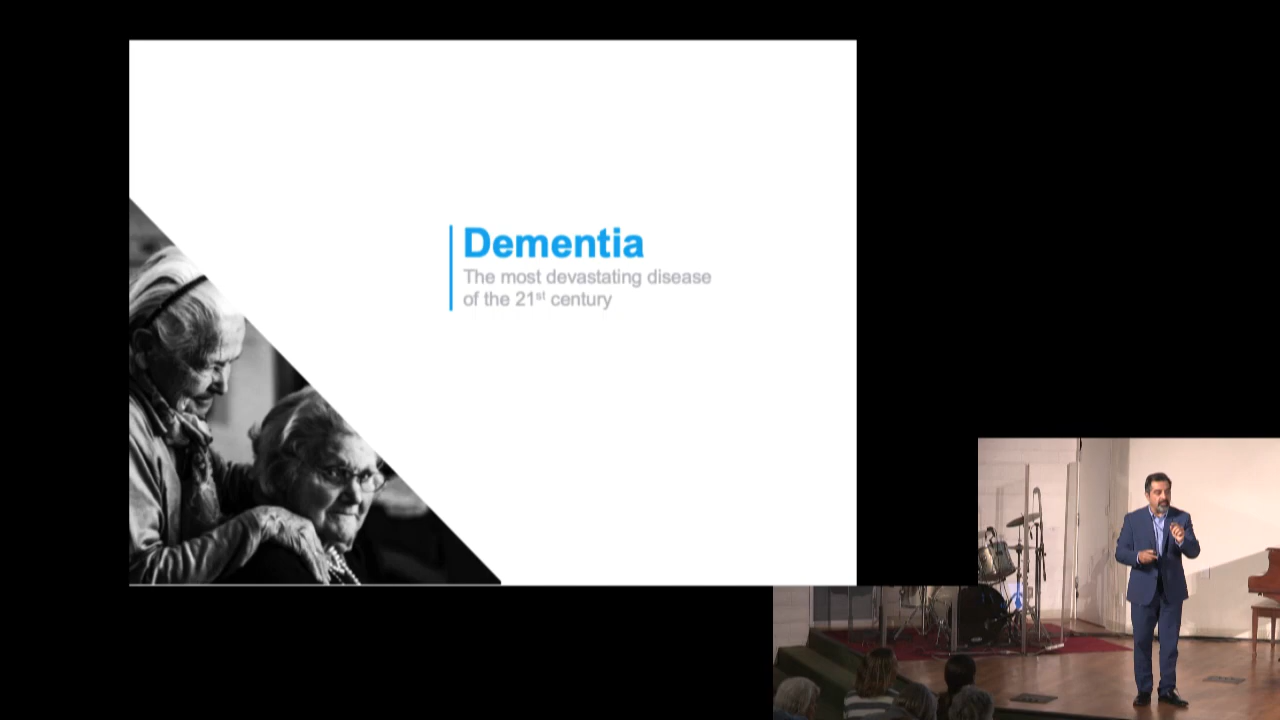 Dementia
The most devastating disease
of the 21st century